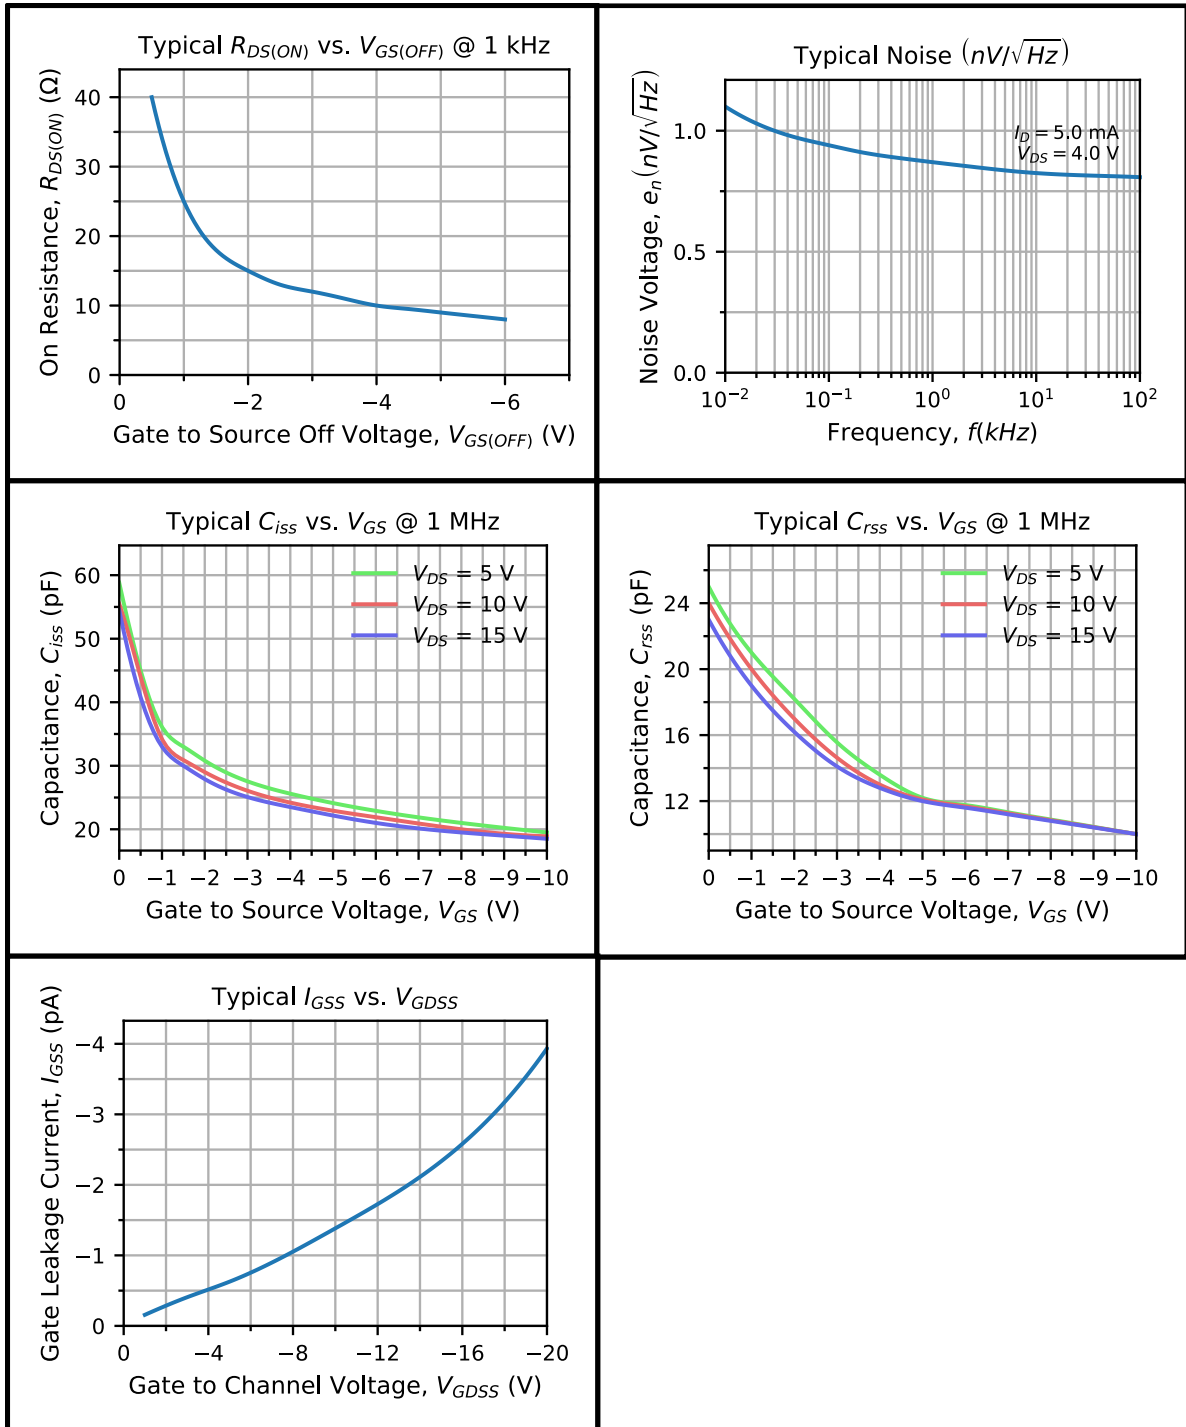 Typical R_DS(ON) vs. V_GS(OFF) @ 1 kHz
On Resistance, R_DS(ON) (Ω)
40
30
20
10
0
0 −2 −4 −6
Gate to Source Off Voltage, V_GS(OFF) (V)
Typical Noise (nV/√Hz)
Noise Voltage, e_n (nV/√Hz)
1.0
0.5
0.0
I_D = 5.0 mA
V_DS = 4.0 V
10^−2 10^−1 10^0 10^1 10^2
Frequency, f(kHz)
Typical C_iss vs. V_GS @ 1 MHz
Capacitance, C_iss (pF)
60
50
40
30
20
V_DS = 5 V
V_DS = 10 V
V_DS = 15 V
0 −1 −2 −3 −4 −5 −6 −7 −8 −9 −10
Gate to Source Voltage, V_GS (V)
Typical C_rss vs. V_GS @ 1 MHz
Capacitance, C_rss (pF)
24
20
16
12
V_DS = 5 V
V_DS = 10 V
V_DS = 15 V
0 −1 −2 −3 −4 −5 −6 −7 −8 −9 −10
Gate to Source Voltage, V_GS (V)
Typical I_GSS vs. V_GDSS
Gate Leakage Current, I_GSS (pA)
−4
−3
−2
−1
0
0 −4 −8 −12 −16 −20
Gate to Channel Voltage, V_GDSS (V)